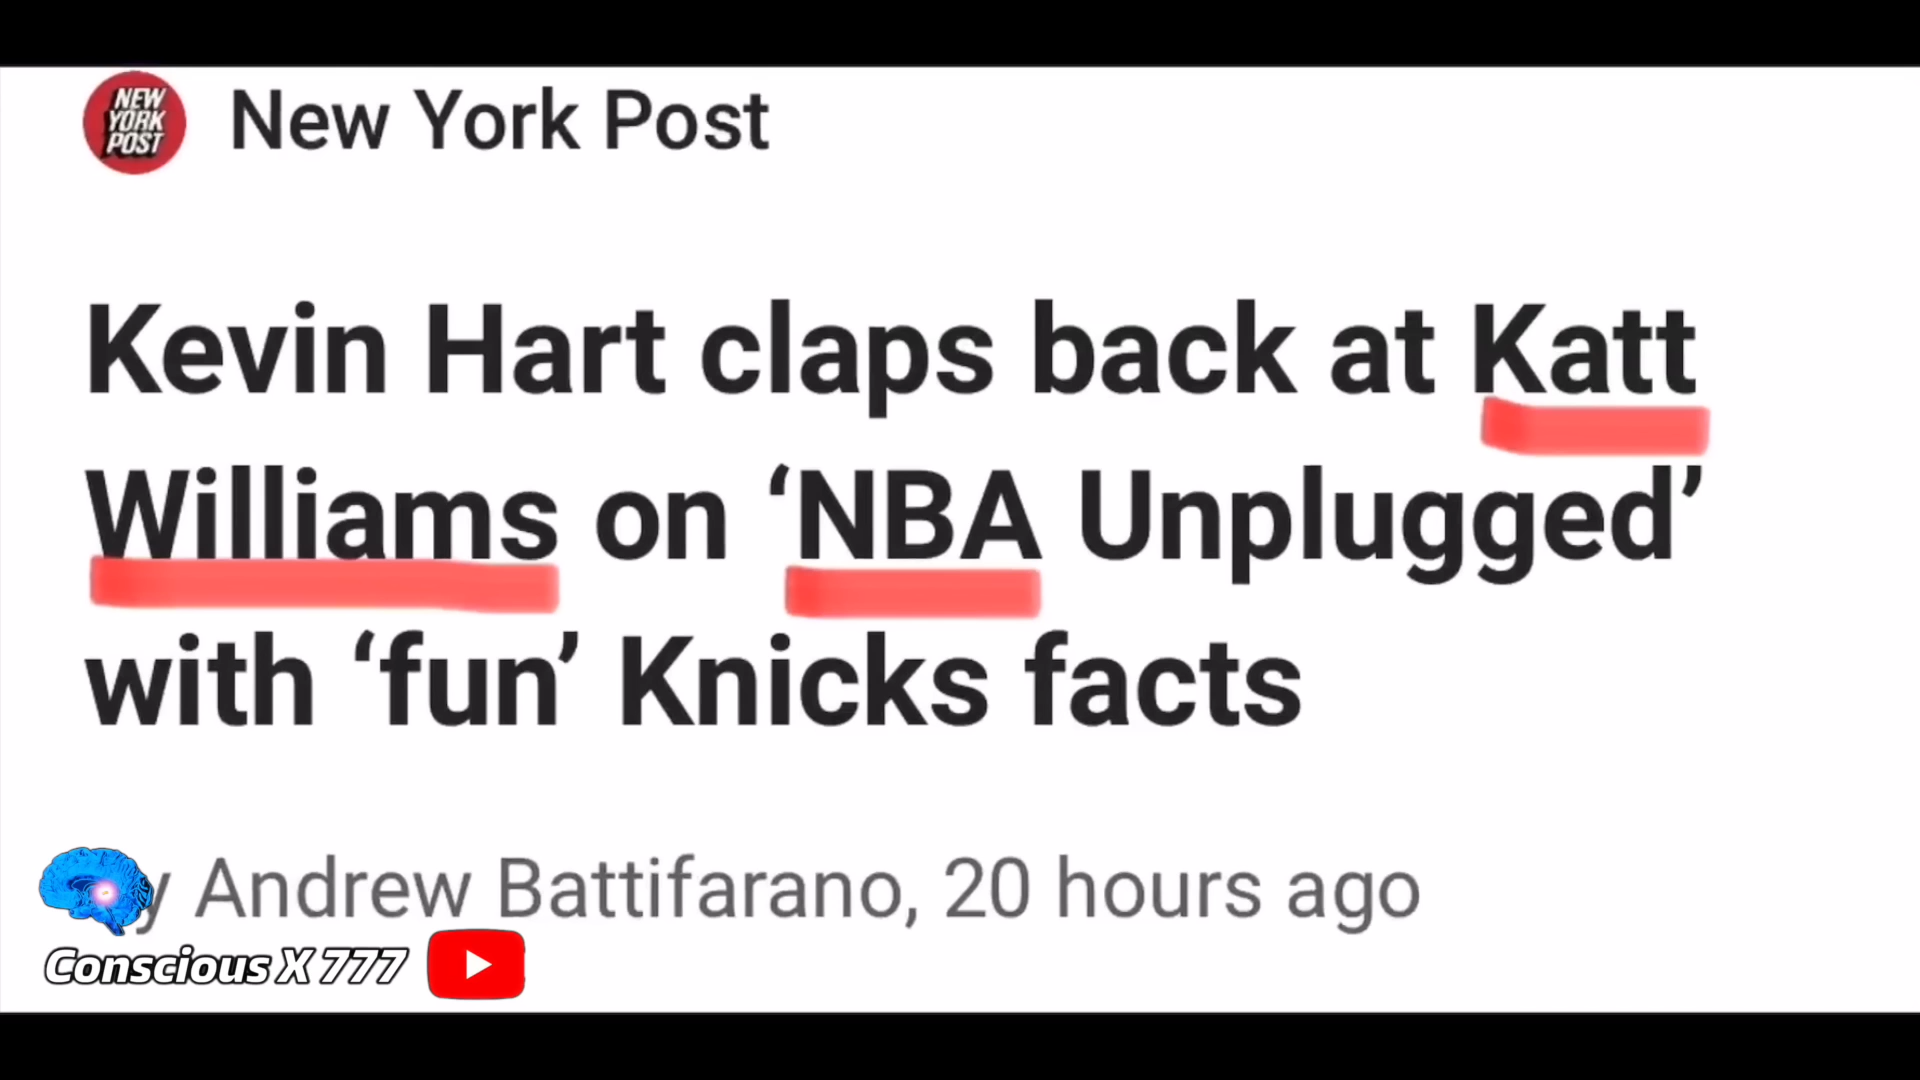 NEW
YORK
POST
New York Post
Kevin Hart claps back at Katt
Williams on ‘NBA Unplugged’
with ‘fun’ Knicks facts
y Andrew Battifarano, 20 hours ago
Conscious X 777